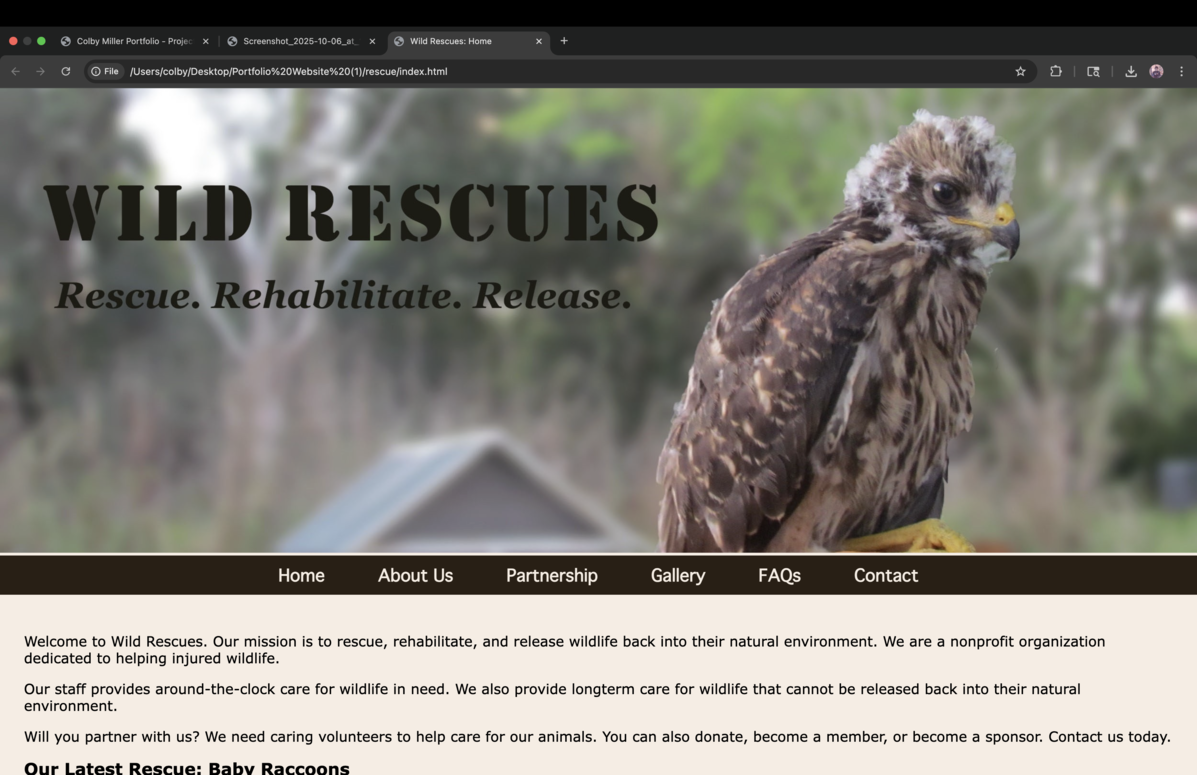 Colby Miller Portfolio - Projec
Screenshot_2025-10-06_at_
Wild Rescues: Home
File
/Users/colby/Desktop/Portfolio%20Website%20(1)/rescue/index.html
WILD RESCUES
Rescue. Rehabilitate. Release.
Home About Us Partnership Gallery FAQs Contact
Welcome to Wild Rescues. Our mission is to rescue, rehabilitate, and release wildlife back into their natural environment. We are a nonprofit organization
dedicated to helping injured wildlife.
Our staff provides around-the-clock care for wildlife in need. We also provide longterm care for wildlife that cannot be released back into their natural
environment.
Will you partner with us? We need caring volunteers to help care for our animals. You can also donate, become a member, or become a sponsor. Contact us today.
Our Latest Rescue: Baby Raccoons